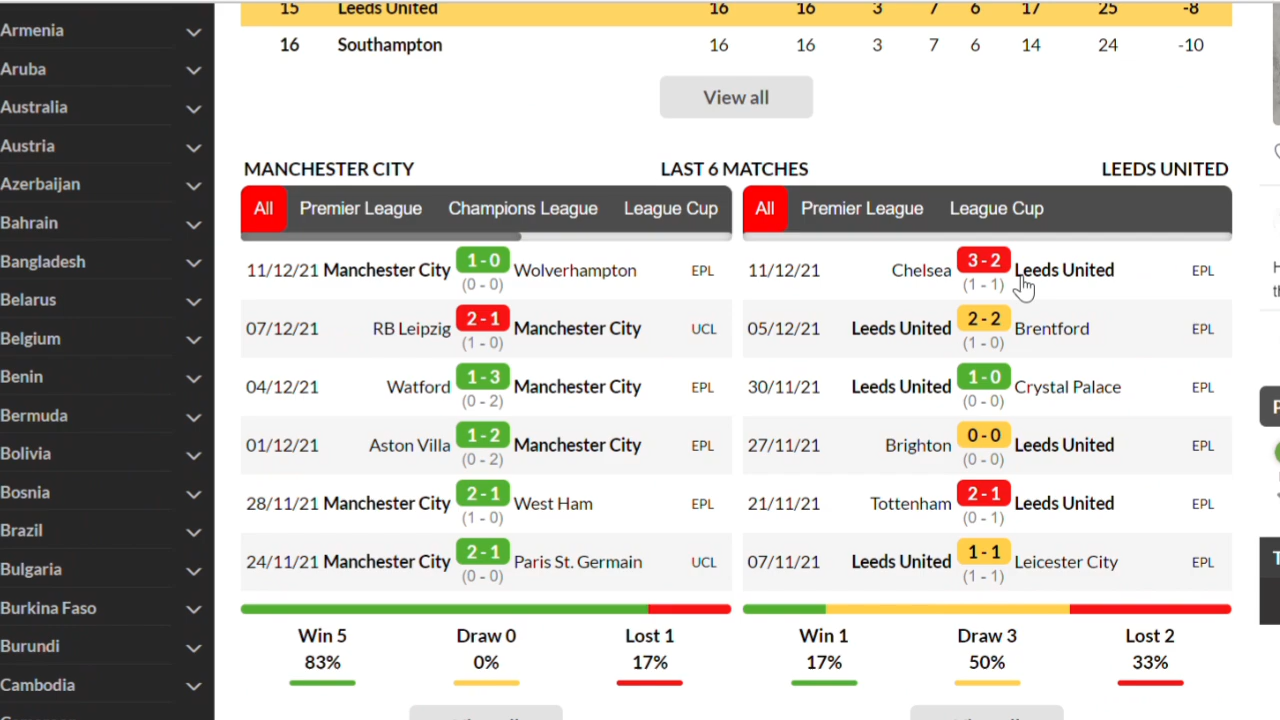 Armenia
Aruba
Australia
Austria
Azerbaijan
Bahrain
Bangladesh
Belarus
Belgium
Benin
Bermuda
Bolivia
Bosnia
Brazil
Bulgaria
Burkina Faso
Burundi
Cambodia
15 Leeds United 16 16 3 7 6 17 25 -8
16 Southampton 16 16 3 7 6 14 24 -10
View all
MANCHESTER CITY LAST 6 MATCHES LEEDS UNITED
All Premier League Champions League League Cup
11/12/21 Manchester City 1 - 0 Wolverhampton EPL
(0 - 0)
07/12/21 RB Leipzig 2 - 1 Manchester City UCL
(1 - 0)
04/12/21 Watford 1 - 3 Manchester City EPL
(0 - 2)
01/12/21 Aston Villa 1 - 2 Manchester City EPL
(0 - 2)
28/11/21 Manchester City 2 - 1 West Ham EPL
(1 - 0)
24/11/21 Manchester City 2 - 1 Paris St. Germain UCL
(0 - 0)
Win 5 Draw 0 Lost 1
83% 0% 17%
All Premier League League Cup
11/12/21 Chelsea 3 - 2 Leeds United EPL
(1 - 1)
05/12/21 Leeds United 2 - 2 Brentford EPL
(1 - 0)
30/11/21 Leeds United 1 - 0 Crystal Palace EPL
(0 - 0)
27/11/21 Brighton 0 - 0 Leeds United EPL
(0 - 0)
21/11/21 Tottenham 2 - 1 Leeds United EPL
(0 - 1)
07/11/21 Leeds United 1 - 1 Leicester City EPL
(1 - 1)
Win 1 Draw 3 Lost 2
17% 50% 33%